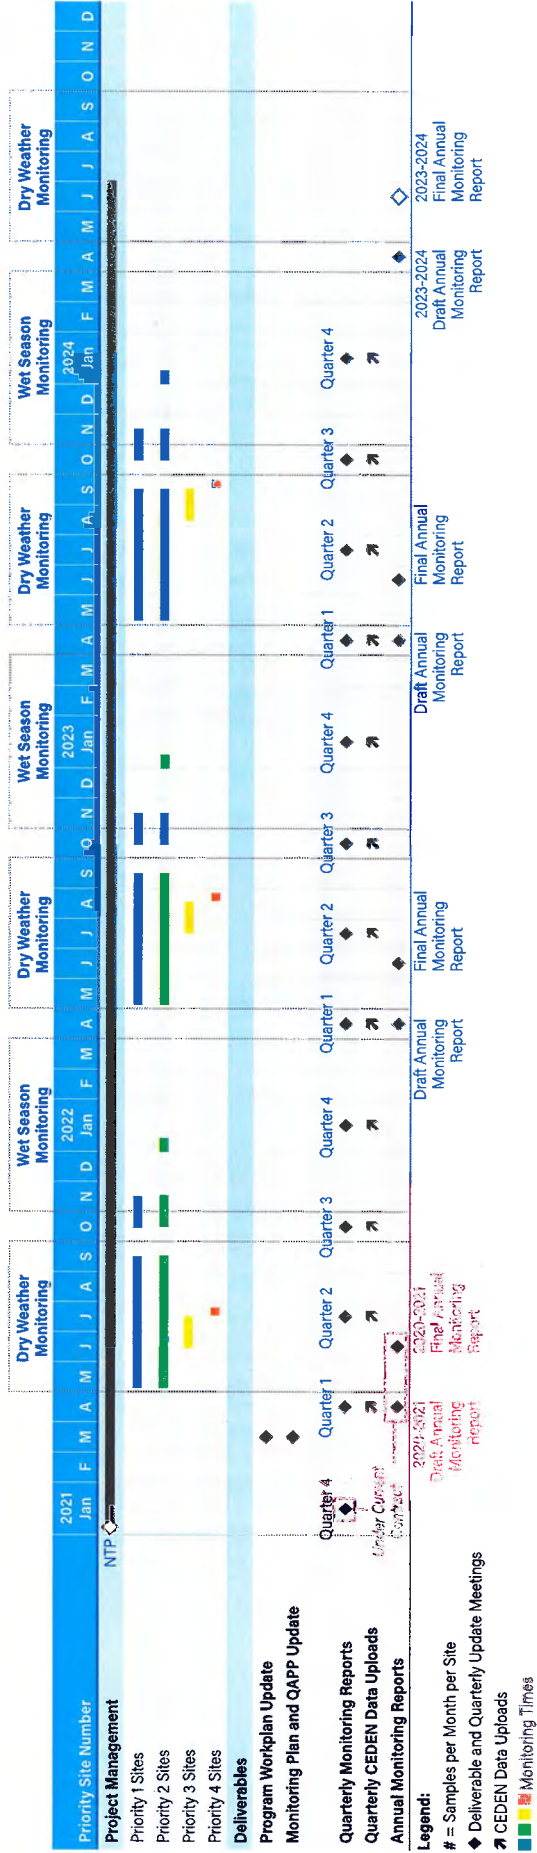 Dry Weather
Monitoring
Wet Season
Monitoring
Dry Weather
Monitoring
Wet Season
Monitoring
Dry Weather
Monitoring
Wet Season
Monitoring
Dry Weather
Monitoring
2021 2022 2023 2024
Priority Site Number Jan F M A M J J A S O N D Jan F M A M J J A S O N D Jan F M A M J J A S O N D Jan F M A M J J A S O N D
Project Management NTP
Priority 1 Sites
Priority 2 Sites
Priority 3 Sites
Priority 4 Sites
Deliverables
Program Workplan Update
Monitoring Plan and QAPP Update
Quarter 4 Quarter 1 Quarter 2 Quarter 3 Quarter 4 Quarter 1 Quarter 2 Quarter 3 Quarter 4 Quarter 1 Quarter 2 Quarter 3 Quarter 4
Quarterly Monitoring Reports
Quarterly CEDEN Data Uploads
Under Current
Contract
Annual Monitoring Reports
2020-2021
Draft Annual
Monitoring
Report
2020-2021
Final Annual
Monitoring
Report
Draft Annual
Monitoring
Report
Final Annual
Monitoring
Report
Draft Annual
Monitoring
Report
Final Annual
Monitoring
Report
2023-2024
Draft Annual
Monitoring
Report
2023-2024
Final Annual
Monitoring
Report
Legend:
# = Samples per Month per Site
◆ Deliverable and Quarterly Update Meetings
CEDEN Data Uploads
Monitoring Times